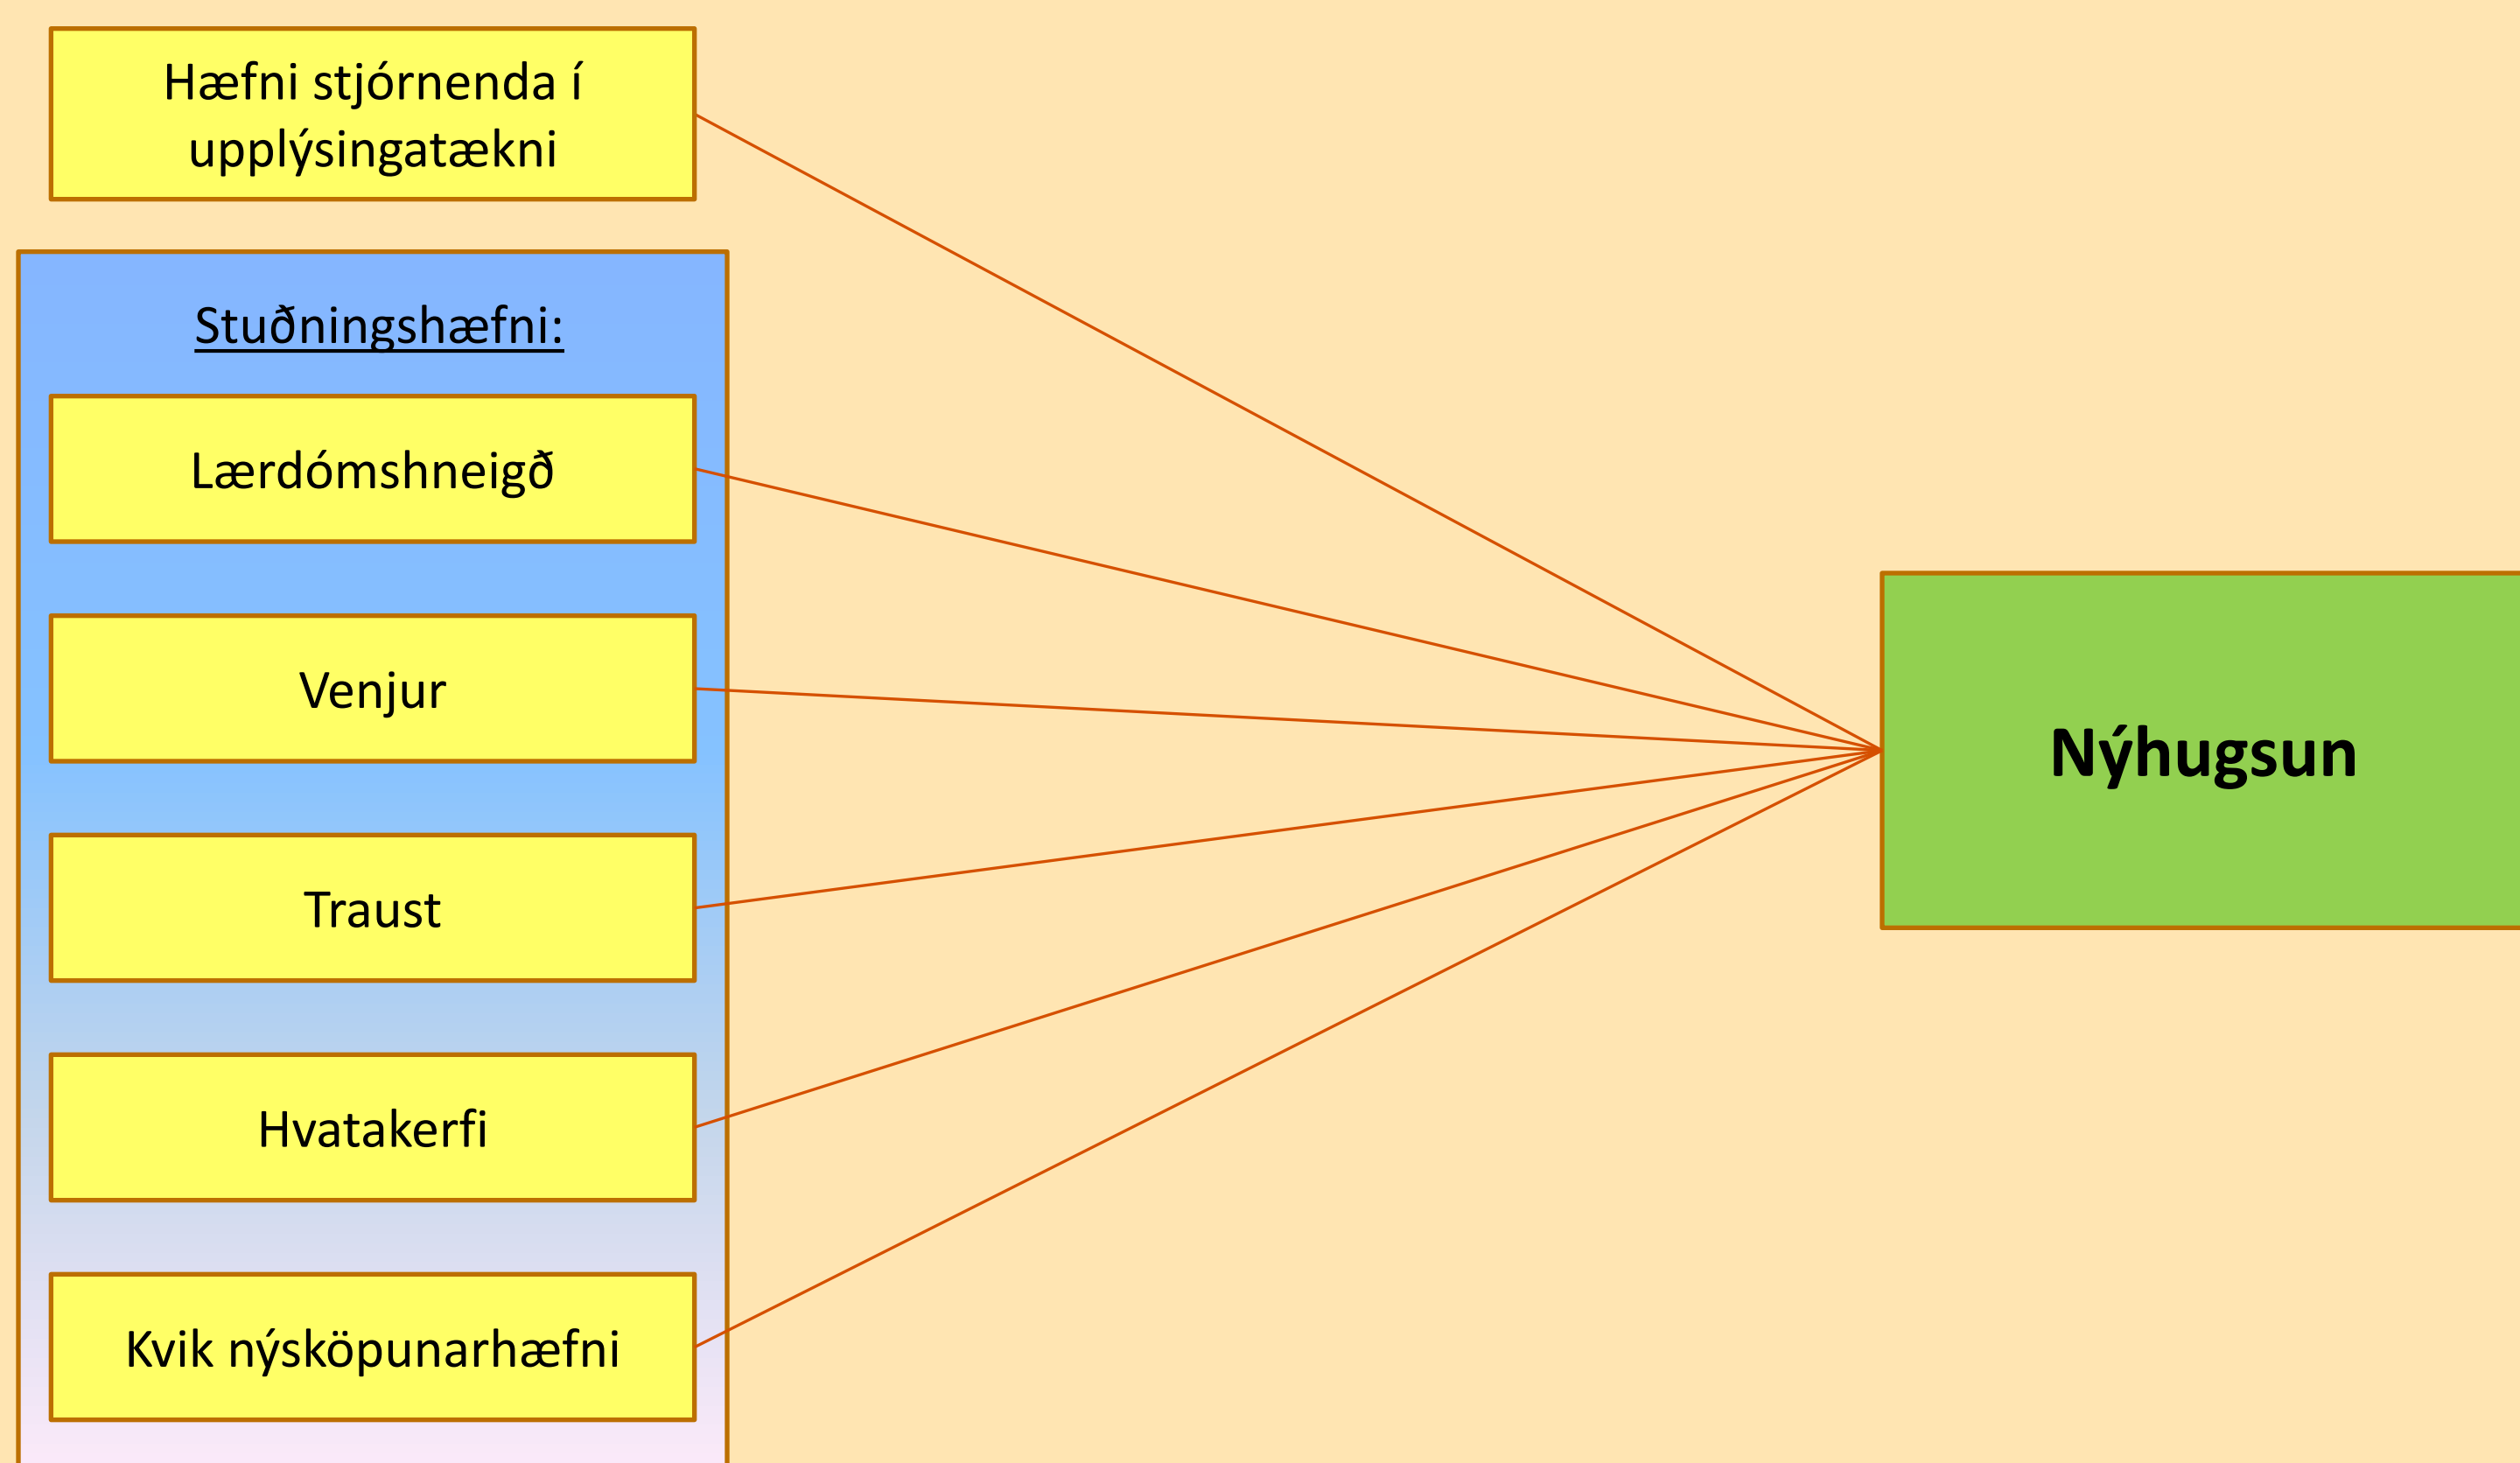 Hæfni stjórnenda í
upplýsingatækni
Stuðningshæfni:
Lærdómshneigð
Venjur
Traust
Hvatakerfi
Kvik nýsköpunarhæfni
Nýhugsun